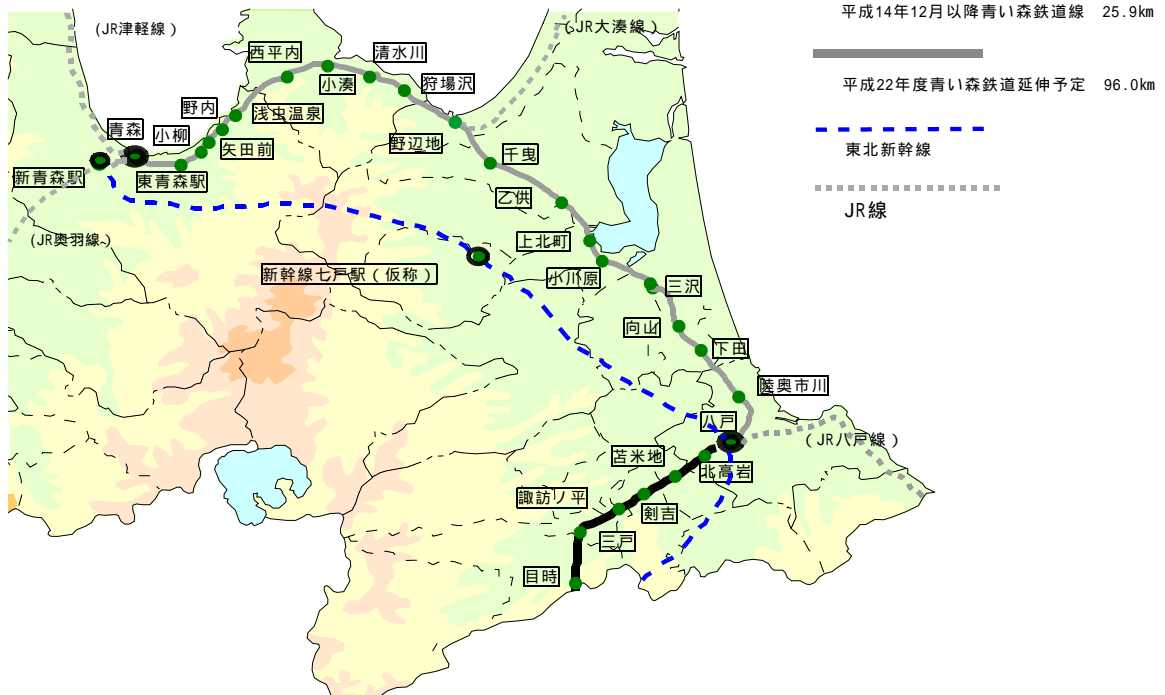 (JR津軽線)
(JR大湊線)
平成14年12月以降青い森鉄道線 25.9km
平成22年度青い森鉄道延伸予定 96.0km
東北新幹線
JR線
西平内
清水川
小湊
狩場沢
野内
浅虫温泉
青森
小柳
矢田前
野辺地
千曳
新青森駅
東青森駅
乙供
(JR奥羽線)
上北町
新幹線七戸駅(仮称)
小川原
三沢
向山
下田
陸奥市川
八戸
(JR八戸線)
苫米地
北高岩
諏訪ノ平
剣吉
三戸
目時